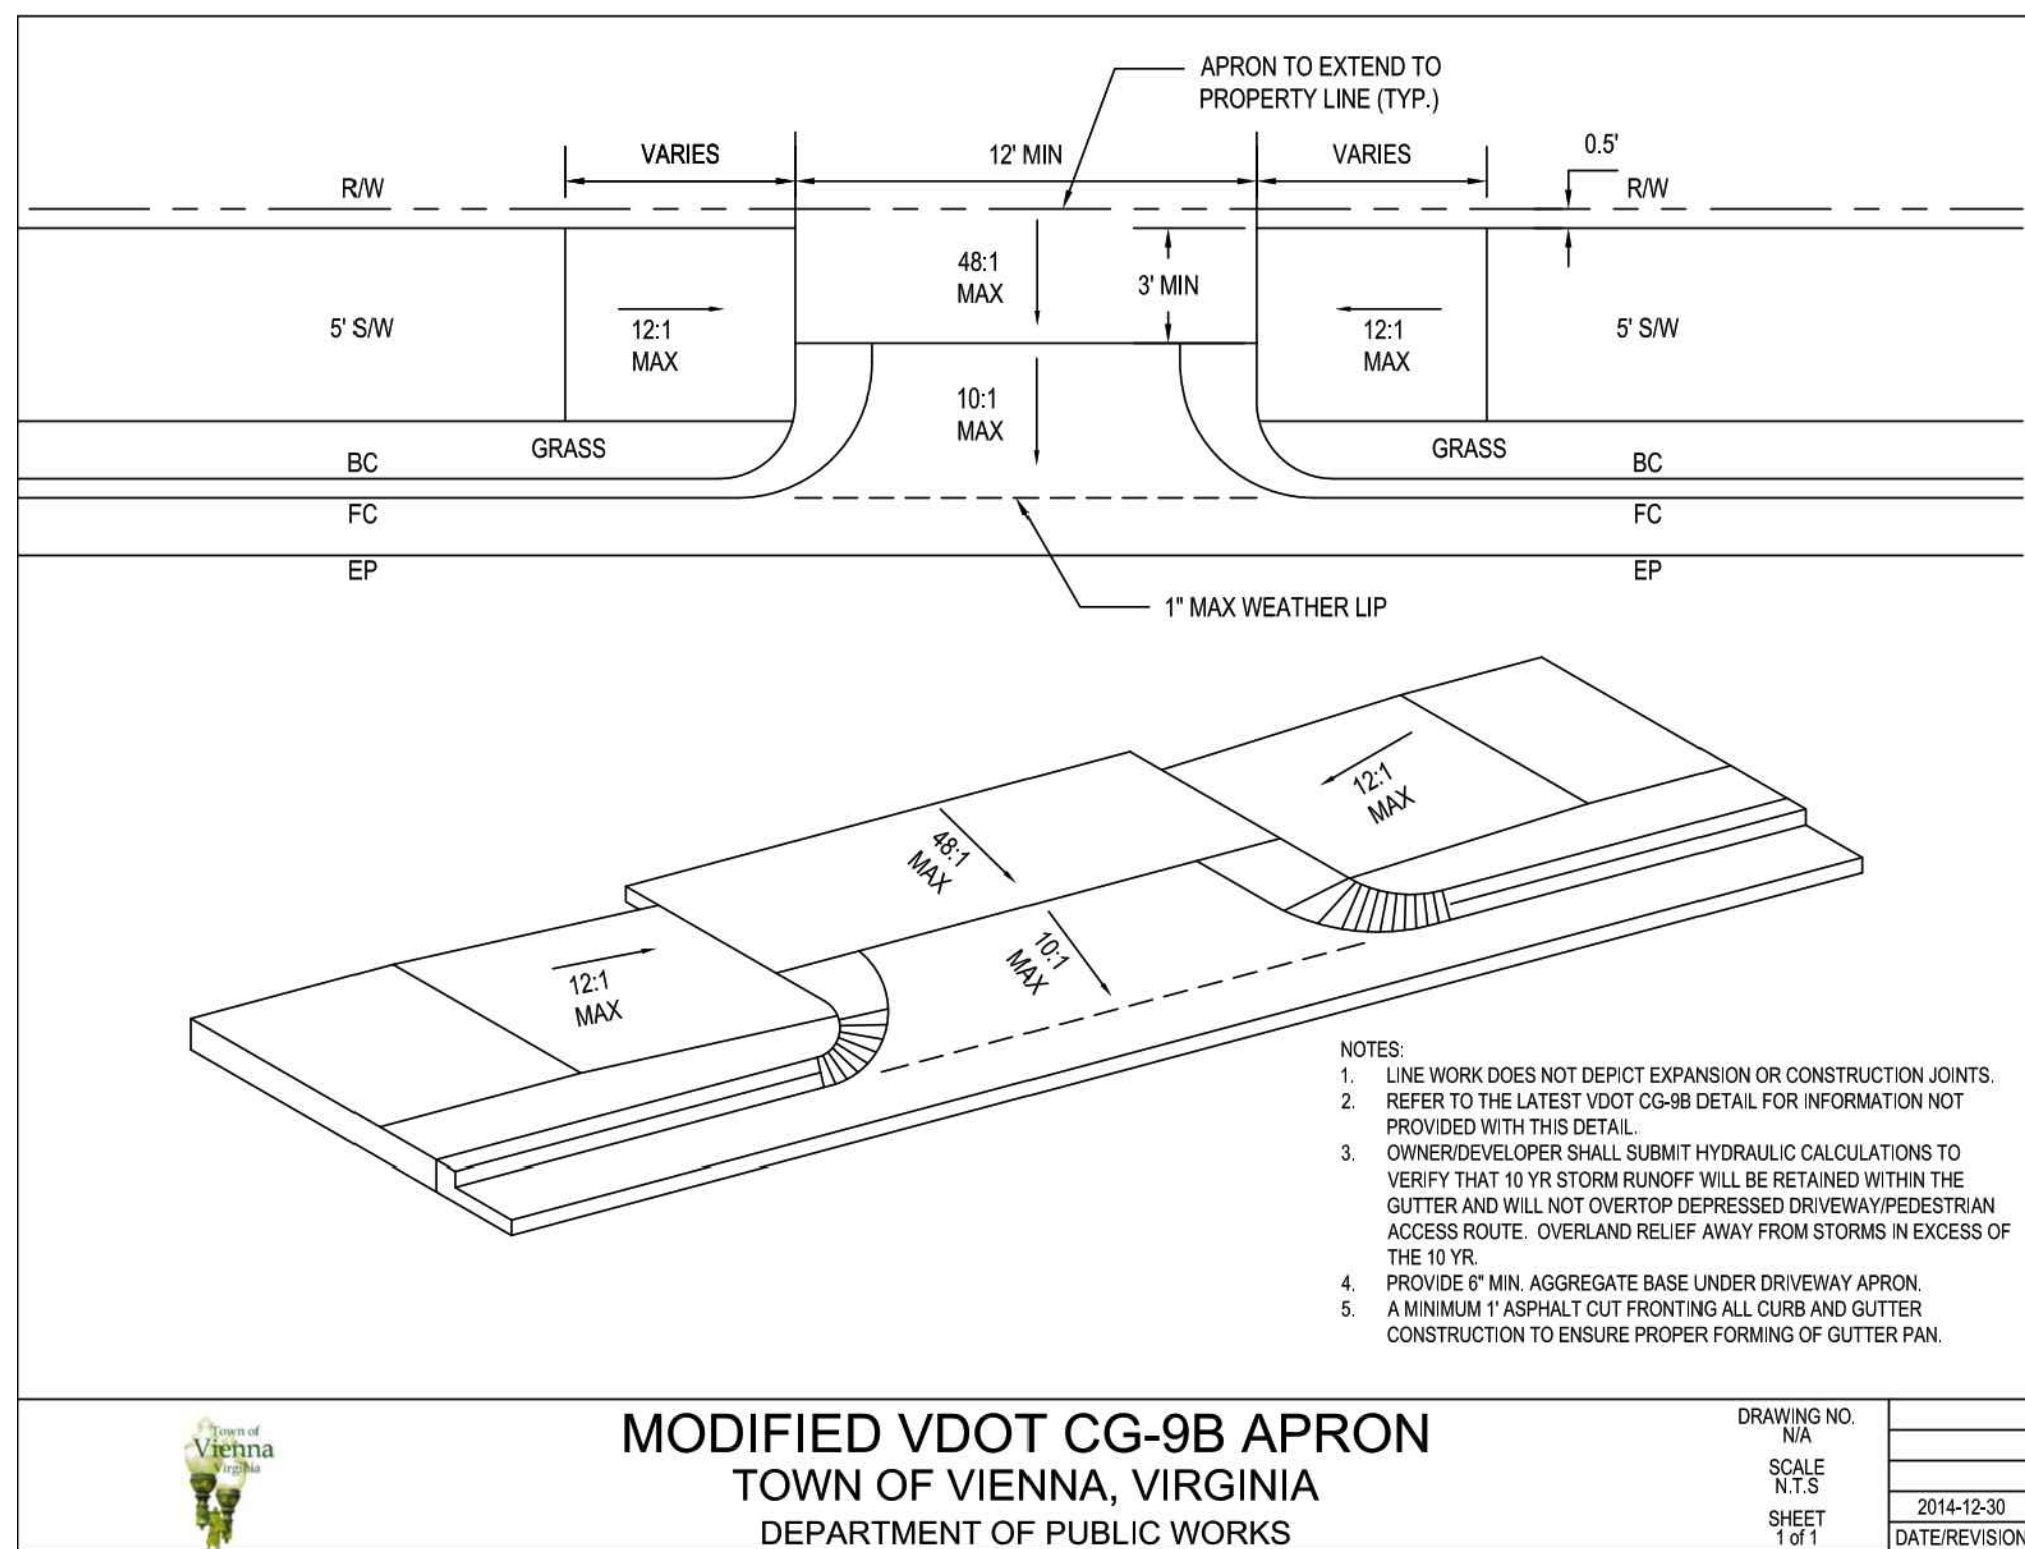 APRON TO EXTEND TO
PROPERTY LINE (TYP.)
VARIES
12' MIN
VARIES
0.5'
R/W
R/W
48:1
MAX
3' MIN
5' S/W
12:1
MAX
12:1
MAX
5' S/W
10:1
MAX
GRASS
GRASS
BC
BC
FC
FC
EP
EP
1" MAX WEATHER LIP
12:1
MAX
48:1
MAX
10:1
MAX
12:1
MAX
NOTES:
1. LINE WORK DOES NOT DEPICT EXPANSION OR CONSTRUCTION JOINTS.
2. REFER TO THE LATEST VDOT CG-9B DETAIL FOR INFORMATION NOT
PROVIDED WITH THIS DETAIL.
3. OWNER/DEVELOPER SHALL SUBMIT HYDRAULIC CALCULATIONS TO
VERIFY THAT 10 YR STORM RUNOFF WILL BE RETAINED WITHIN THE
GUTTER AND WILL NOT OVERTOP DEPRESSED DRIVEWAY/PEDESTRIAN
ACCESS ROUTE. OVERLAND RELIEF AWAY FROM STORMS IN EXCESS OF
THE 10 YR.
4. PROVIDE 6" MIN. AGGREGATE BASE UNDER DRIVEWAY APRON.
5. A MINIMUM 1' ASPHALT CUT FRONTING ALL CURB AND GUTTER
CONSTRUCTION TO ENSURE PROPER FORMING OF GUTTER PAN.
Town of
Vienna
Virginia
MODIFIED VDOT CG-9B APRON
TOWN OF VIENNA, VIRGINIA
DEPARTMENT OF PUBLIC WORKS
DRAWING NO.
N/A
SCALE
N.T.S
SHEET
1 of 1
2014-12-30
DATE/REVISION